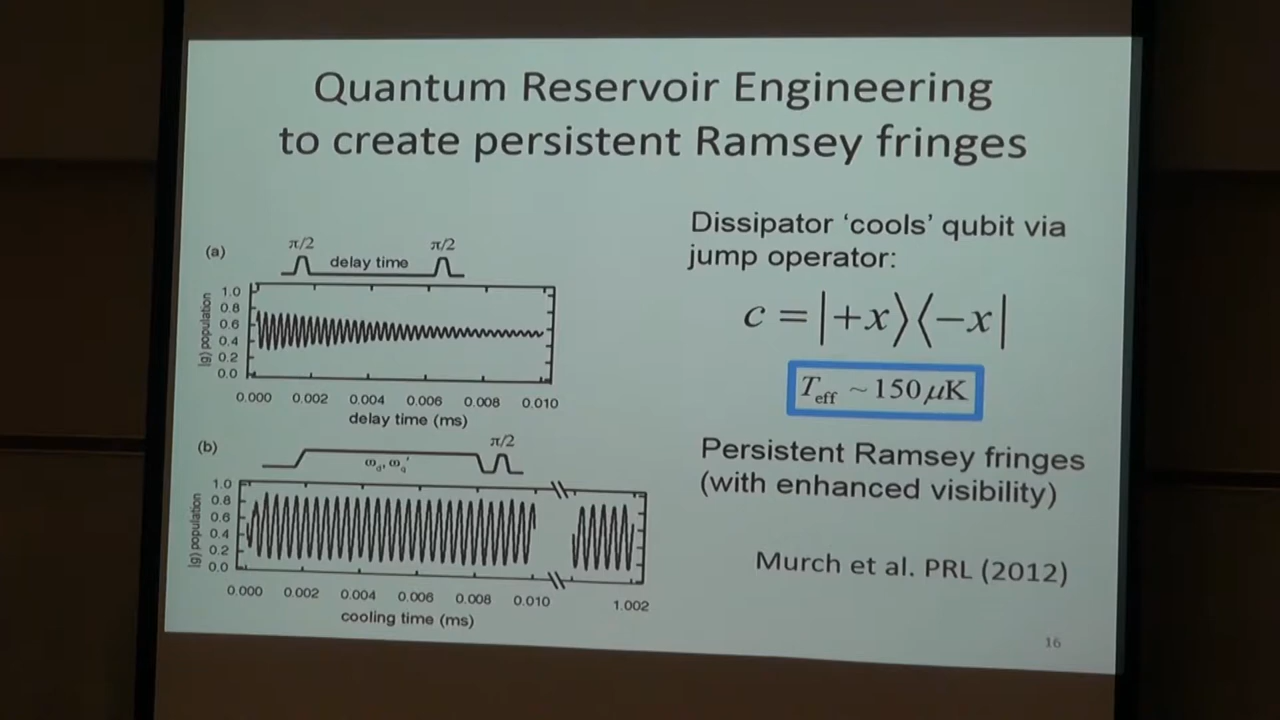 Quantum Reservoir Engineering
to create persistent Ramsey fringes
(a)
π/2
delay time
π/2
|g⟩ population
1.0
0.8
0.6
0.4
0.2
0.0
0.000 0.002 0.004 0.006 0.008 0.010
delay time (ms)
(b)
π/2
|g⟩ population
1.0
0.8
0.6
0.4
0.2
0.0
0.000 0.002 0.004 0.006 0.008 0.010 1.002
cooling time (ms)
Dissipator ‘cools’ qubit via
jump operator:
c = |+x⟩⟨−x|
T_eff ~ 150 μK
Persistent Ramsey fringes
(with enhanced visibility)
Murch et al. PRL (2012)
16